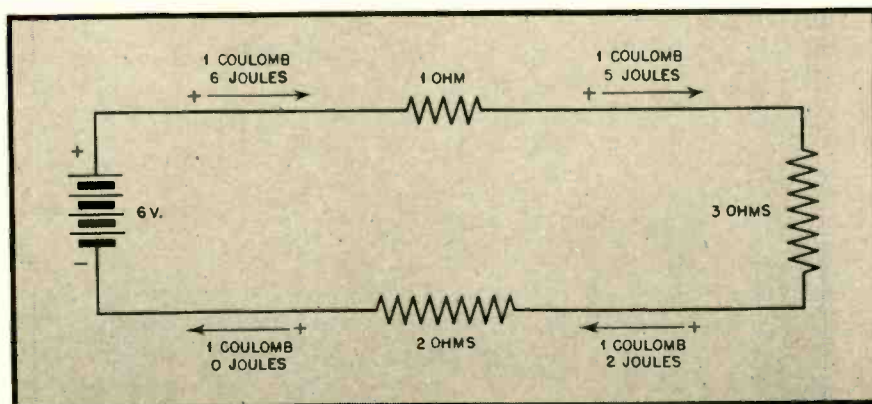 1 COULOMB
6 JOULES
1 OHM
1 COULOMB
5 JOULES
+
+
+
6 V.
3 OHMS
−
+
+
1 COULOMB
0 JOULES
2 OHMS
1 COULOMB
2 JOULES